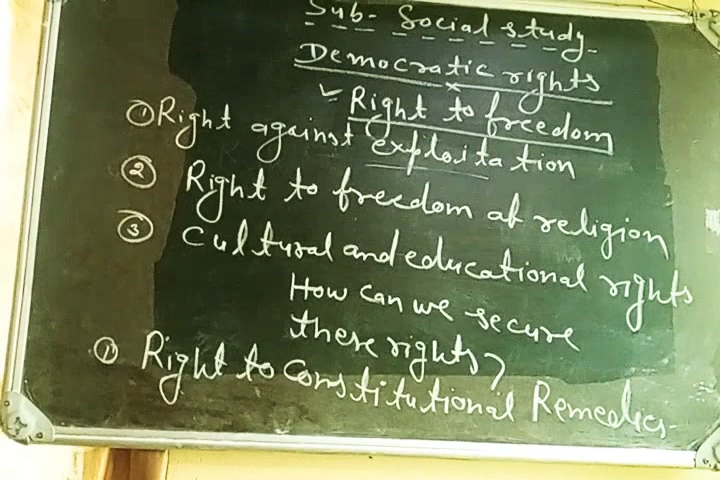 Sub- Social study-
Democratic rights
✓ Right to freedom
① Right against exploitation
② Right to freedom of religion
③ Cultural and educational rights
How can we secure
these rights?
① Right to Constitutional Remedies-